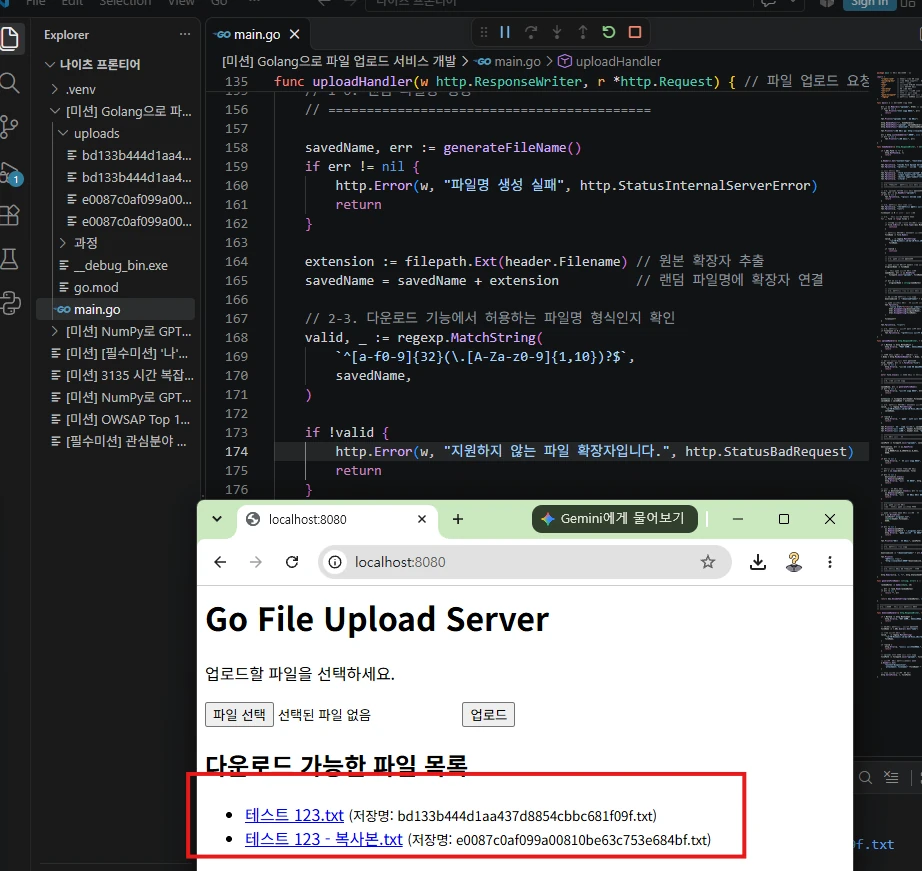 File Edit Selection View Go ... 나이츠 프론티어 Sign in
Explorer ...
나이츠 프론티어
.venv
[미션] Golang으로 파...
uploads
bd133b444d1aa4...
bd133b444d1aa4...
e0087c0af099a00...
e0087c0af099a00...
과정
__debug_bin.exe
go.mod
main.go
[미션] NumPy로 GPT...
[미션] [필수미션] '나'...
[미션] 3135 시간 복잡...
[미션] NumPy로 GPT...
[미션] OWSAP Top 1...
[필수미션] 관심분야 ...
1
main.go
[미션] Golang으로 파일 업로드 서비스 개발 > main.go > uploadHandler
135 func uploadHandler(w http.ResponseWriter, r *http.Request) { // 파일 업로드 요청
156 // ========================================
157
158 savedName, err := generateFileName()
159 if err != nil {
160 http.Error(w, "파일명 생성 실패", http.StatusInternalServerError)
161 return
162 }
163
164 extension := filepath.Ext(header.Filename) // 원본 확장자 추출
165 savedName = savedName + extension // 랜덤 파일명에 확장자 연결
166
167 // 2-3. 다운로드 기능에서 허용하는 파일명 형식인지 확인
168 valid, _ := regexp.MatchString(
169 `^[a-f0-9]{32}(\.[A-Za-z0-9]{1,10})?$`,
170 savedName,
171 )
172
173 if !valid {
174 http.Error(w, "지원하지 않는 파일 확장자입니다.", http.StatusBadRequest)
175 return
176 }
localhost:8080
Gemini에게 물어보기
localhost:8080
Go File Upload Server
업로드할 파일을 선택하세요.
파일 선택 선택된 파일 없음 업로드
다운로드 가능한 파일 목록
테스트 123.txt (저장명: bd133b444d1aa437d8854cbbc681f09f.txt)
테스트 123 - 복사본.txt (저장명: e0087c0af099a00810be63c753e684bf.txt)
9f.txt